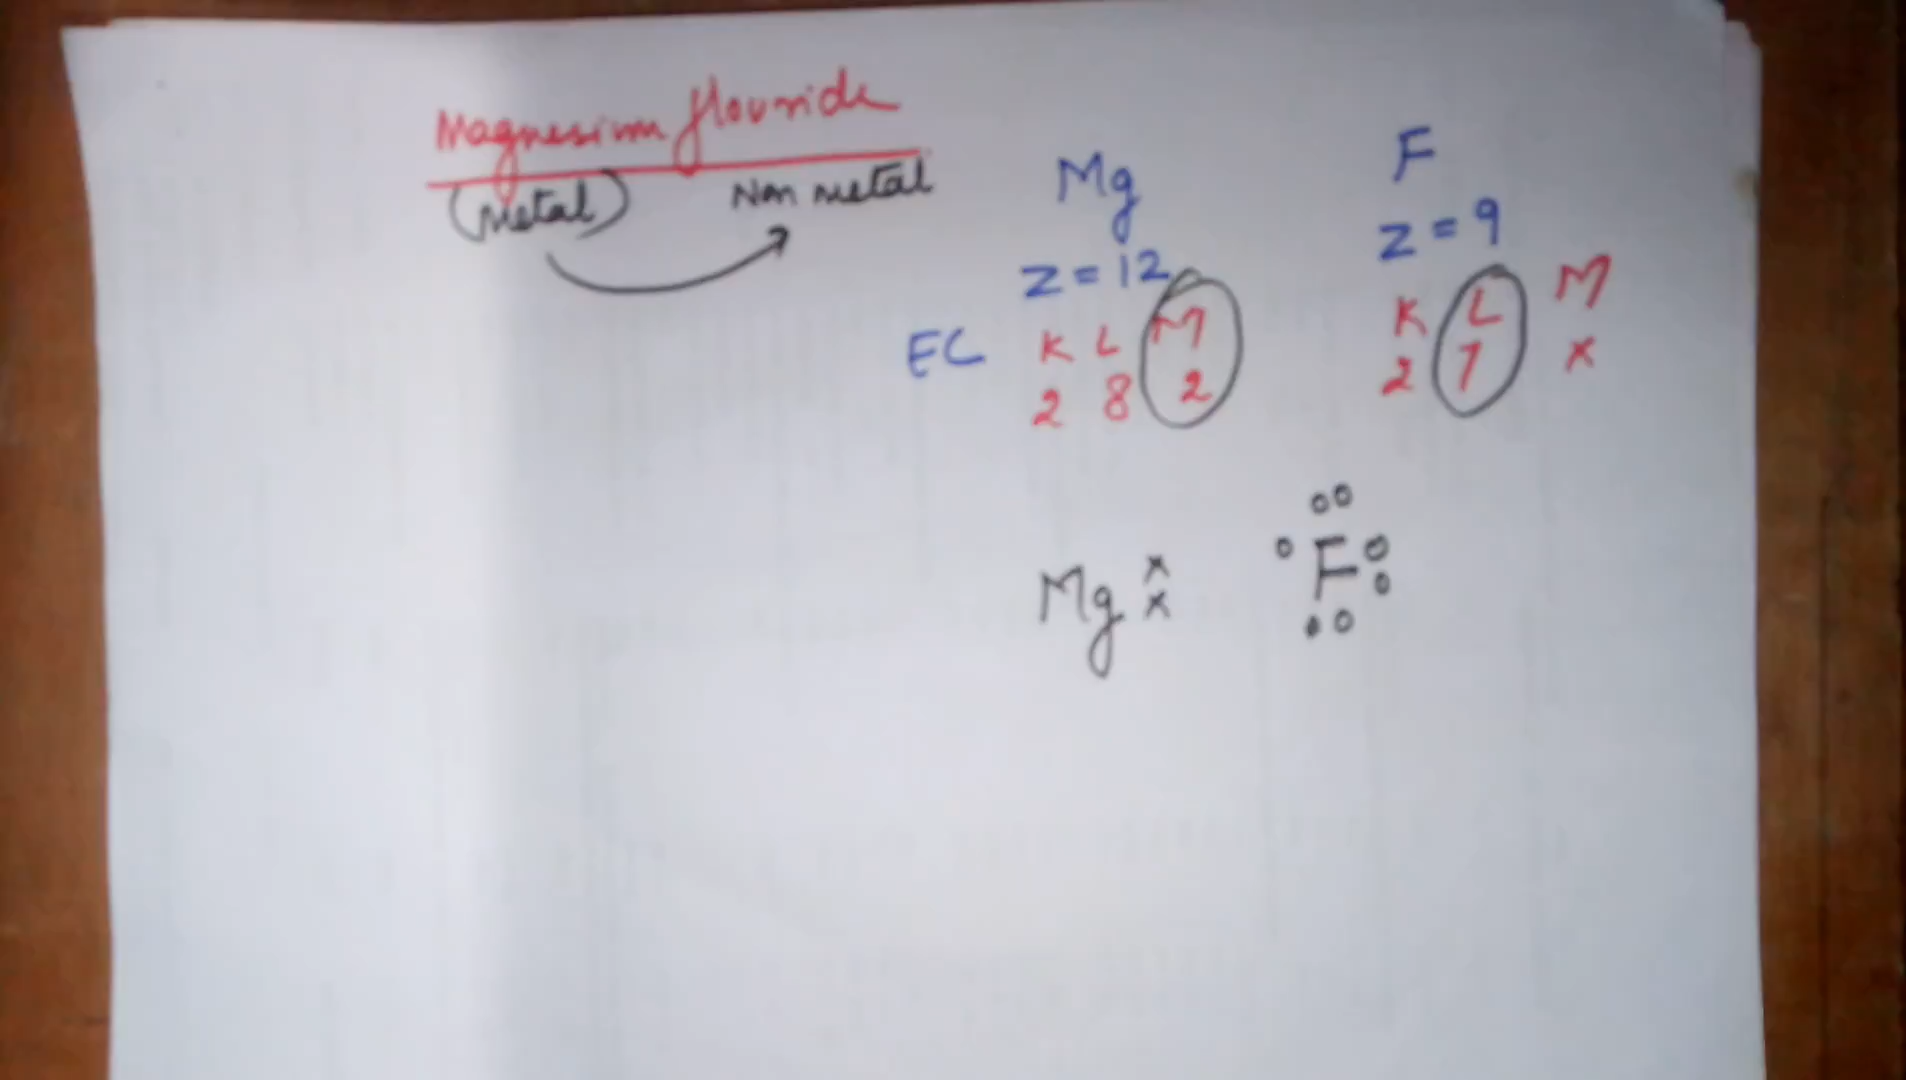 Magnesium flouride
(Metal) Non metal
Mg
Z = 12
EC K L M
2 8 2
F
Z = 9
K L M
2 7 x
Mg x x
F